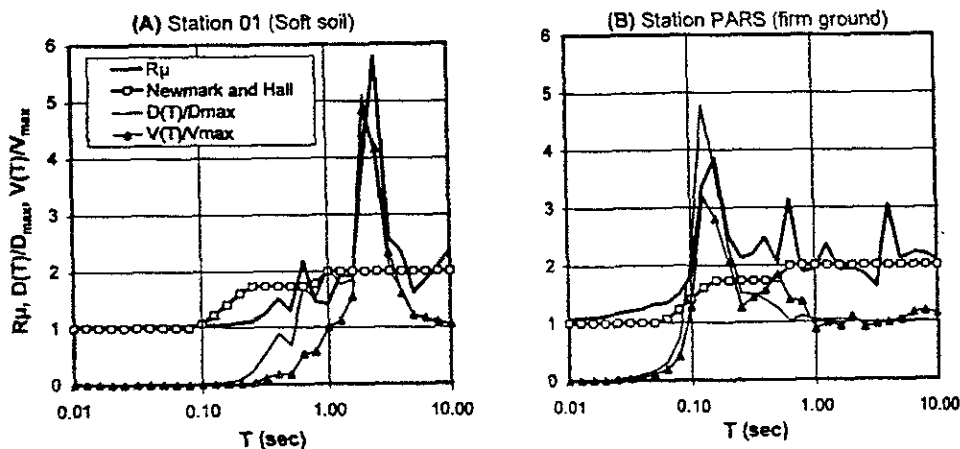 (A) Station 01 (Soft soil)
(B) Station PARS (firm ground)
Rμ, D(T)/Dmax, V(T)/Vmax
6
5
4
3
2
1
0
Rμ
Newmark and Hall
D(T)/Dmax
V(T)/Vmax
0.01
0.10
1.00
10.00
T (sec)
6
5
4
3
2
1
0
0.01
0.10
1.00
10.00
T (sec)